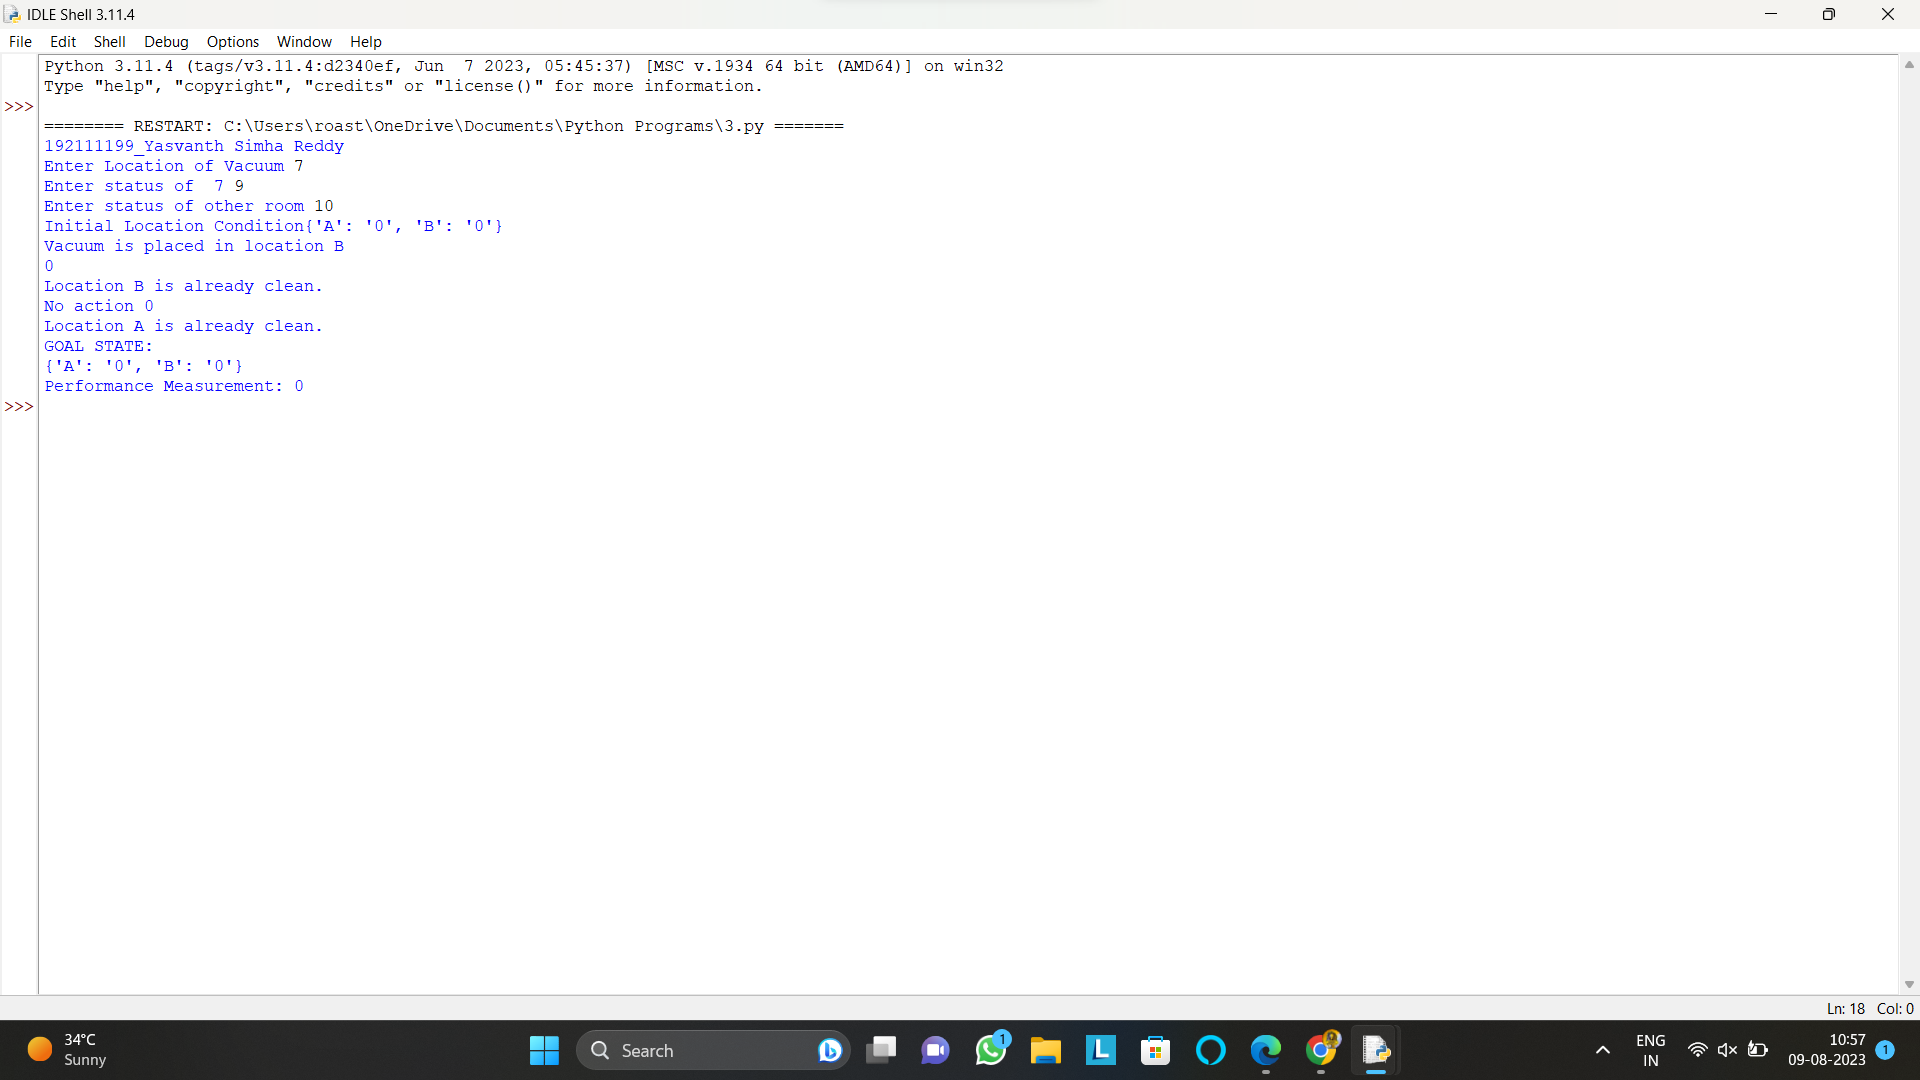 IDLE Shell 3.11.4
File Edit Shell Debug Options Window Help
Python 3.11.4 (tags/v3.11.4:d2340ef, Jun  7 2023, 05:45:37) [MSC v.1934 64 bit (AMD64)] on win32
Type "help", "copyright", "credits" or "license()" for more information.
>>>
======== RESTART: C:\Users\roast\OneDrive\Documents\Python Programs\3.py =======
192111199_Yasvanth Simha Reddy
Enter Location of Vacuum 7
Enter status of  7 9
Enter status of other room 10
Initial Location Condition{'A': '0', 'B': '0'}
Vacuum is placed in location B
0
Location B is already clean.
No action 0
Location A is already clean.
GOAL STATE:
{'A': '0', 'B': '0'}
Performance Measurement: 0
>>>
Ln: 18 Col: 0
34°C
Sunny
Search
1
L
ENG
IN
10:57
09-08-2023
1